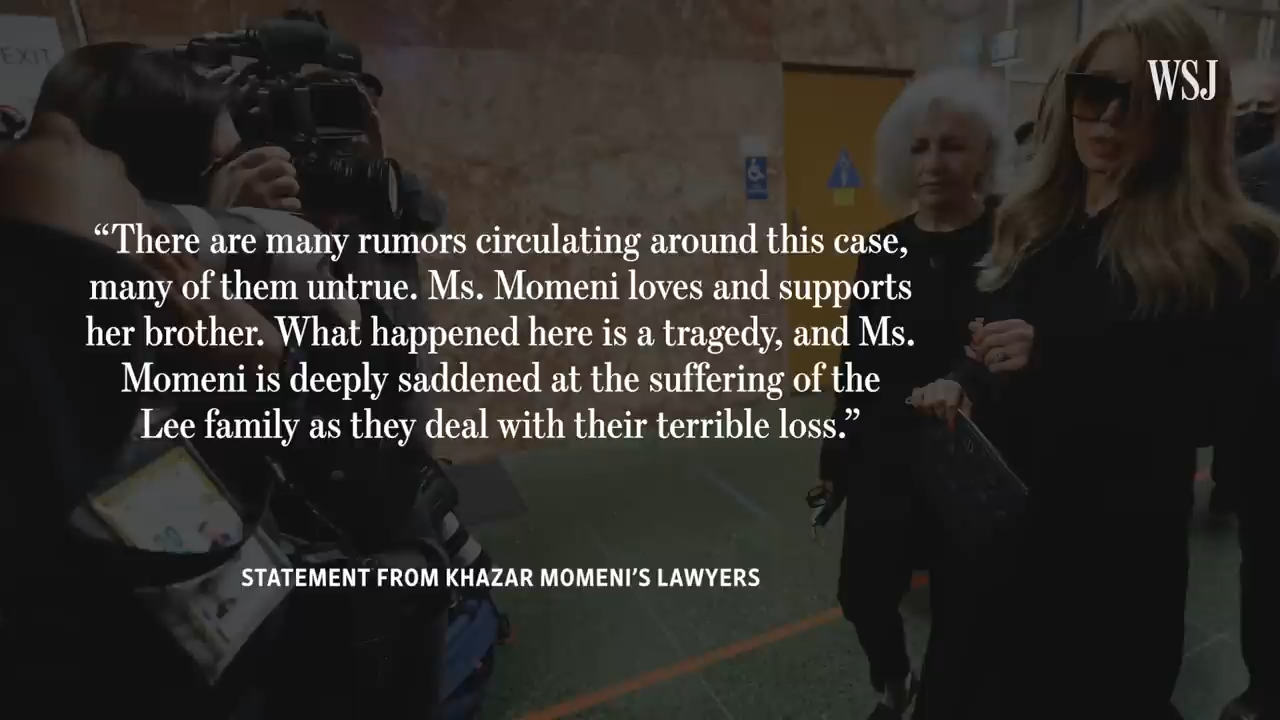 EXIT
WSJ
“There are many rumors circulating around this case,
many of them untrue. Ms. Momeni loves and supports
her brother. What happened here is a tragedy, and Ms.
Momeni is deeply saddened at the suffering of the
Lee family as they deal with their terrible loss.”
STATEMENT FROM KHAZAR MOMENI’S LAWYERS